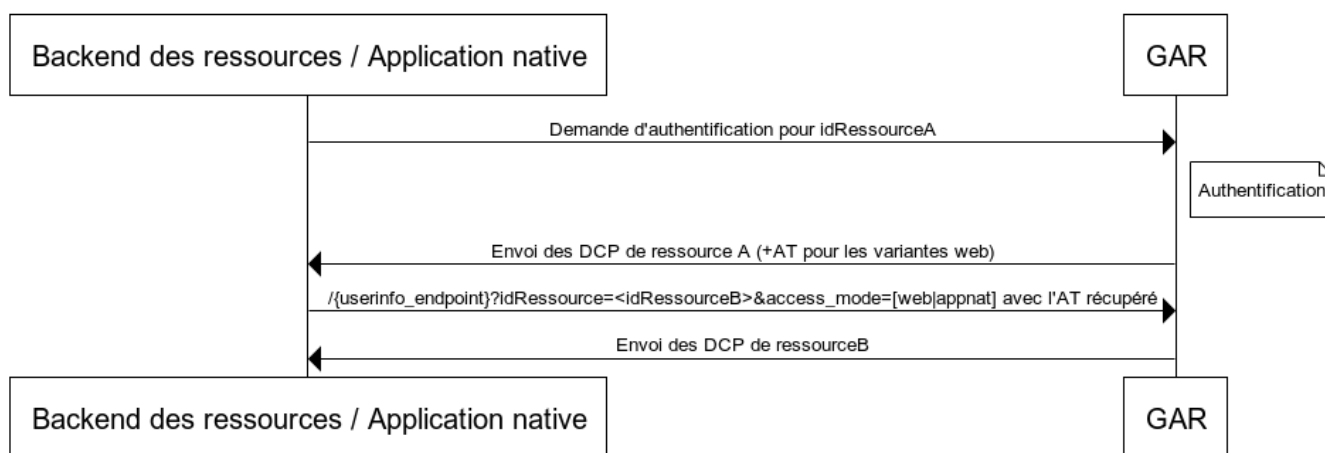 Backend des ressources / Application native
GAR
Demande d'authentification pour idRessourceA
Authentification
Envoi des DCP de ressource A (+AT pour les variantes web)
/{userinfo_endpoint}?idRessource=<idRessourceB>&access_mode=[web|appnat] avec l'AT récupéré
Envoi des DCP de ressourceB
Backend des ressources / Application native
GAR